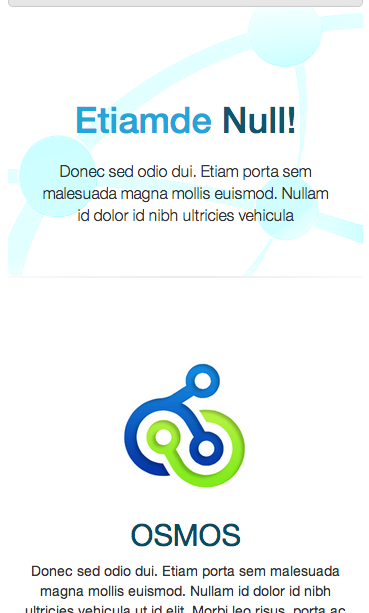 Etiamde Null!
Donec sed odio dui. Etiam porta sem
malesuada magna mollis euismod. Nullam
id dolor id nibh ultricies vehicula
OSMOS
Donec sed odio dui. Etiam porta sem malesuada
magna mollis euismod. Nullam id dolor id nibh
ultricies vehicula ut id elit. Morbi leo risus, porta ac